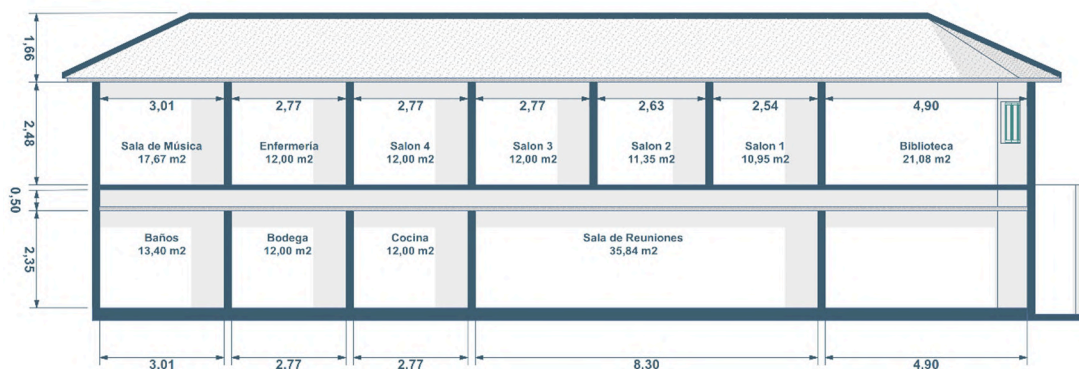 1,66
3,01 2,77 2,77 2,77 2,63 2,54 4,90
2,48
Sala de Música Enfermeria Salon 4 Salon 3 Salon 2 Salon 1 Biblioteca
17,67 m2 12,00 m2 12,00 m2 12,00 m2 11,35 m2 10,95 m2 21,08 m2
0,50
Baños Bodega Cocina Sala de Reuniones
13,40 m2 12,00 m2 12,00 m2 35,84 m2
2,35
3,01 2,77 2,77 8,30 4,90